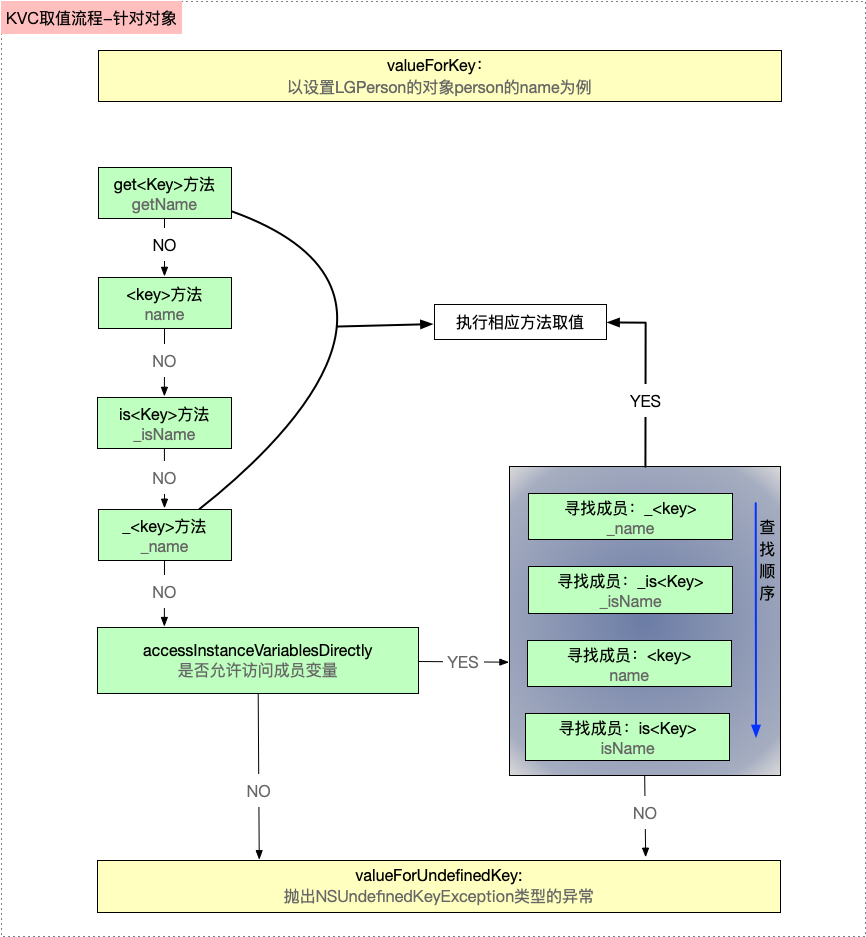 KVC取值流程-针对对象
valueForKey：
以设置LGPerson的对象person的name为例
get<Key>方法
getName
NO
<key>方法
name
NO
is<Key>方法
_isName
NO
_<key>方法
_name
NO
accessInstanceVariablesDirectly
是否允许访问成员变量
执行相应方法取值
YES
YES
寻找成员：_<key>
_name
寻找成员：_is<Key>
_isName
寻找成员：<key>
name
寻找成员：is<Key>
isName
查找顺序
NO
NO
valueForUndefinedKey:
抛出NSUndefinedKeyException类型的异常